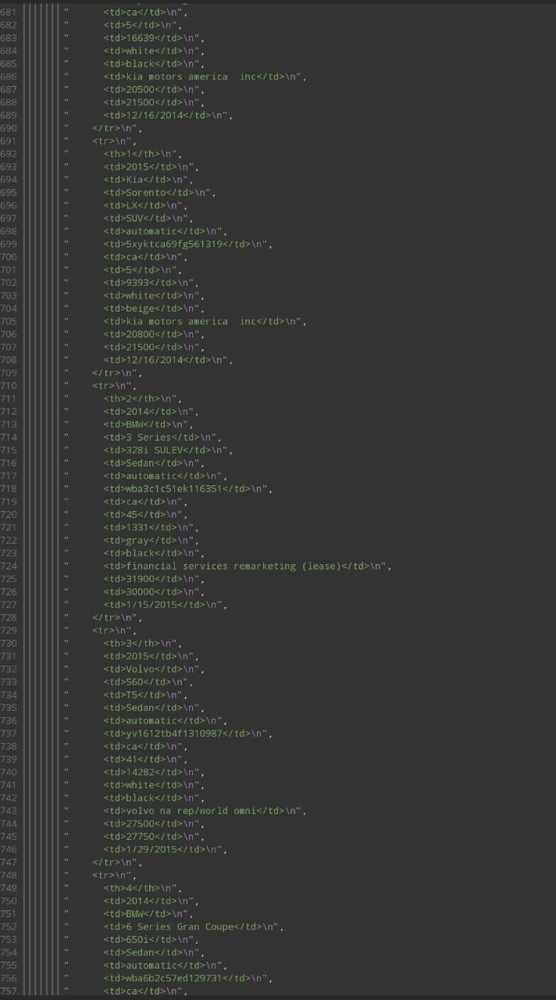 681 "      <td>ca</td>\n",
682 "      <td>5</td>\n",
683 "      <td>16639</td>\n",
684 "      <td>white</td>\n",
685 "      <td>black</td>\n",
686 "      <td>kia motors america  inc</td>\n",
687 "      <td>20500</td>\n",
688 "      <td>21500</td>\n",
689 "      <td>12/16/2014</td>\n",
690 "    </tr>\n",
691 "    <tr>\n",
692 "      <th>1</th>\n",
693 "      <td>2015</td>\n",
694 "      <td>Kia</td>\n",
695 "      <td>Sorento</td>\n",
696 "      <td>LX</td>\n",
697 "      <td>SUV</td>\n",
698 "      <td>automatic</td>\n",
699 "      <td>5xyktca69fg561319</td>\n",
700 "      <td>ca</td>\n",
701 "      <td>5</td>\n",
702 "      <td>9393</td>\n",
703 "      <td>white</td>\n",
704 "      <td>beige</td>\n",
705 "      <td>kia motors america  inc</td>\n",
706 "      <td>20800</td>\n",
707 "      <td>21500</td>\n",
708 "      <td>12/16/2014</td>\n",
709 "    </tr>\n",
710 "    <tr>\n",
711 "      <th>2</th>\n",
712 "      <td>2014</td>\n",
713 "      <td>BMW</td>\n",
714 "      <td>3 Series</td>\n",
715 "      <td>328i SULEV</td>\n",
716 "      <td>Sedan</td>\n",
717 "      <td>automatic</td>\n",
718 "      <td>wba3c1c51ek116351</td>\n",
719 "      <td>ca</td>\n",
720 "      <td>45</td>\n",
721 "      <td>1331</td>\n",
722 "      <td>gray</td>\n",
723 "      <td>black</td>\n",
724 "      <td>financial services remarketing (lease)</td>\n",
725 "      <td>31900</td>\n",
726 "      <td>30000</td>\n",
727 "      <td>1/15/2015</td>\n",
728 "    </tr>\n",
729 "    <tr>\n",
730 "      <th>3</th>\n",
731 "      <td>2015</td>\n",
732 "      <td>Volvo</td>\n",
733 "      <td>S60</td>\n",
734 "      <td>T5</td>\n",
735 "      <td>Sedan</td>\n",
736 "      <td>automatic</td>\n",
737 "      <td>yv1612tb4f1310987</td>\n",
738 "      <td>ca</td>\n",
739 "      <td>41</td>\n",
740 "      <td>14282</td>\n",
741 "      <td>white</td>\n",
742 "      <td>black</td>\n",
743 "      <td>volvo na rep/world omni</td>\n",
744 "      <td>27500</td>\n",
745 "      <td>27750</td>\n",
746 "      <td>1/29/2015</td>\n",
747 "    </tr>\n",
748 "    <tr>\n",
749 "      <th>4</th>\n",
750 "      <td>2014</td>\n",
751 "      <td>BMW</td>\n",
752 "      <td>6 Series Gran Coupe</td>\n",
753 "      <td>650i</td>\n",
754 "      <td>Sedan</td>\n",
755 "      <td>automatic</td>\n",
756 "      <td>wba6b2c57ed129731</td>\n",
757 "      <td>ca</td>\n",